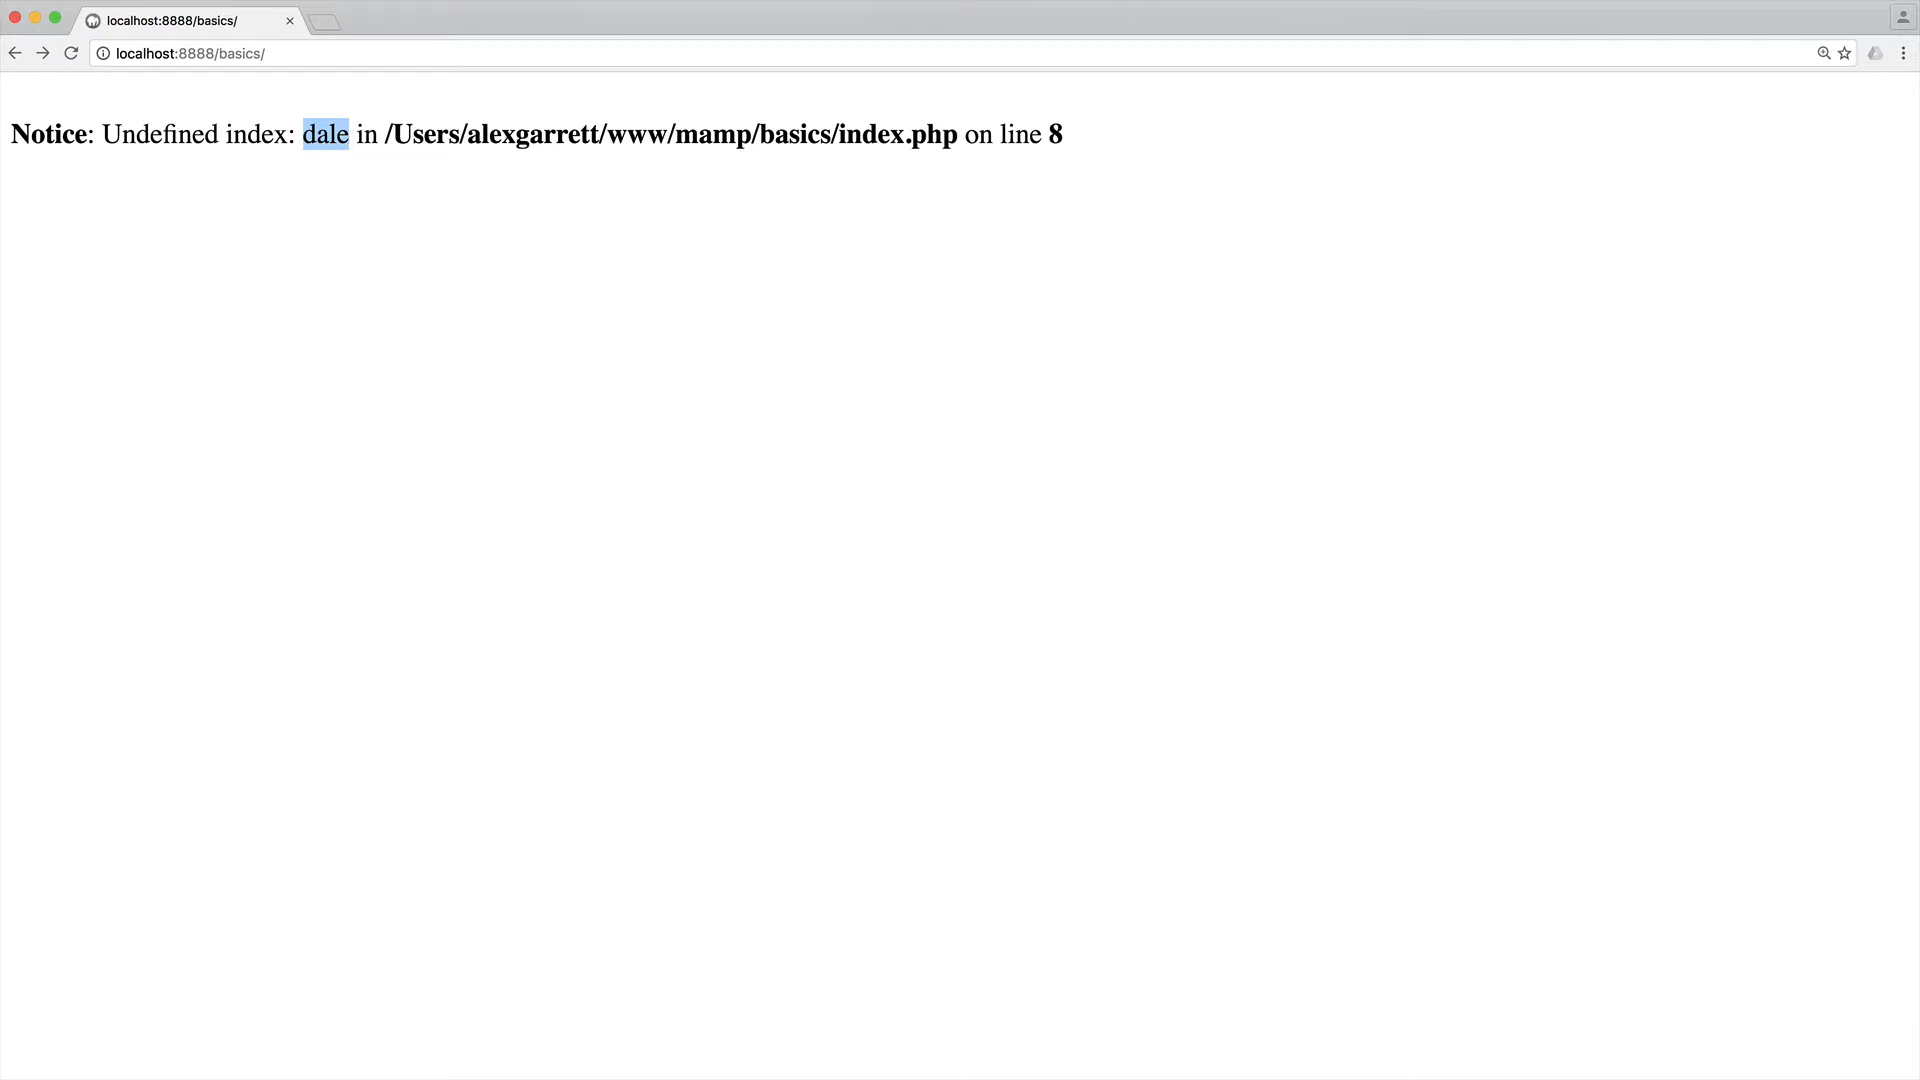 localhost:8888/basics/
localhost:8888/basics/
Notice: Undefined index: dale in /Users/alexgarrett/www/mamp/basics/index.php on line 8